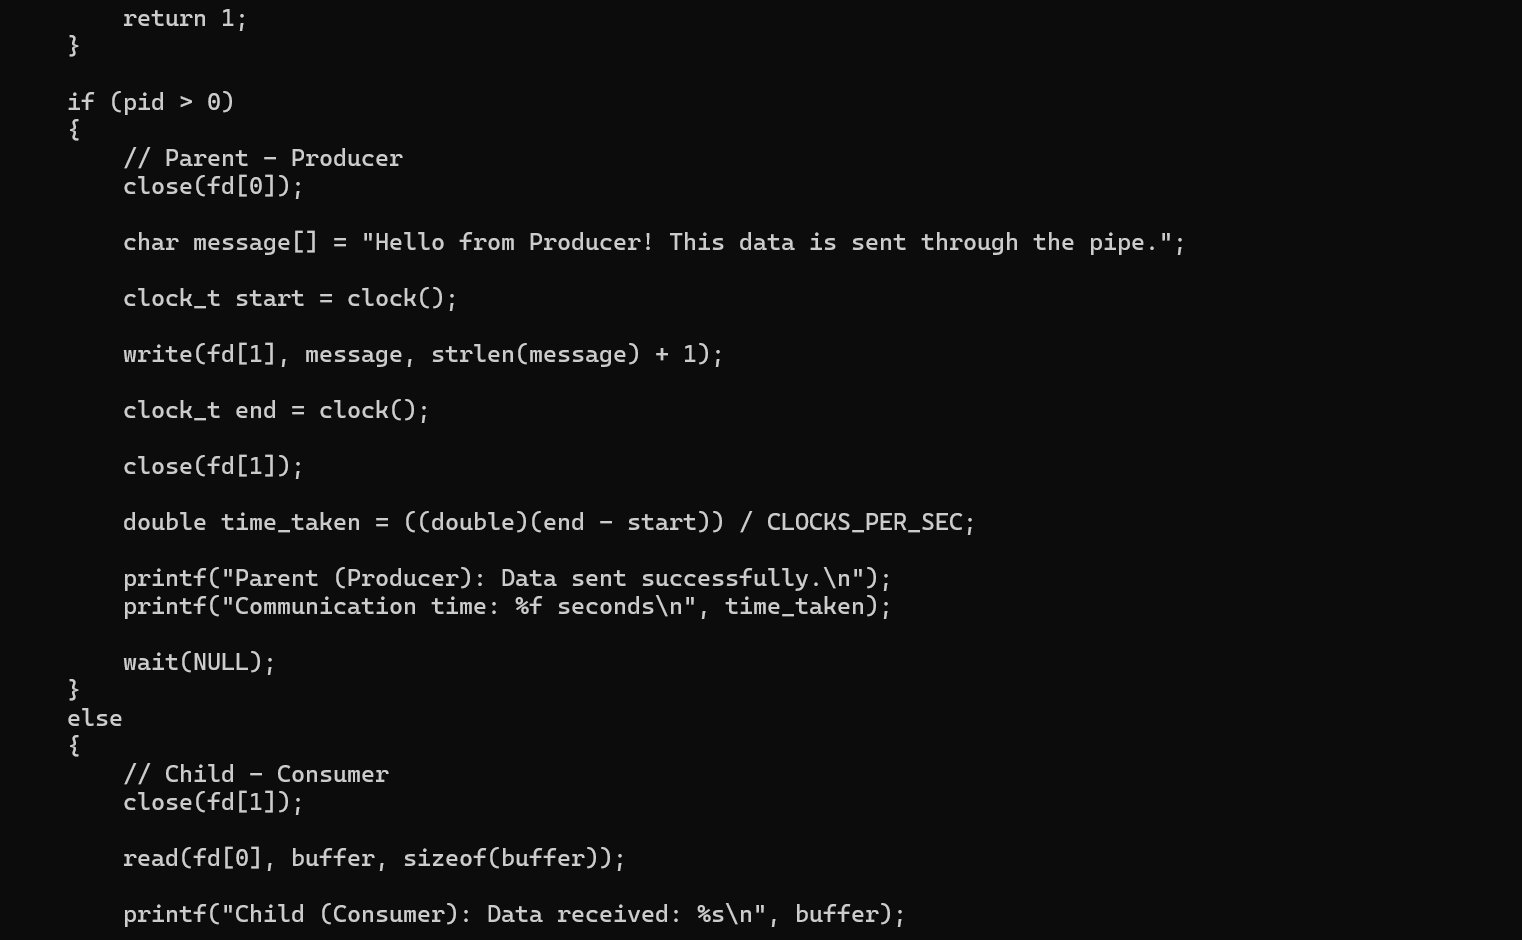 return 1;
}
if (pid > 0)
{
// Parent - Producer
close(fd[0]);
char message[] = "Hello from Producer! This data is sent through the pipe.";
clock_t start = clock();
write(fd[1], message, strlen(message) + 1);
clock_t end = clock();
close(fd[1]);
double time_taken = ((double)(end - start)) / CLOCKS_PER_SEC;
printf("Parent (Producer): Data sent successfully.\n");
printf("Communication time: %f seconds\n", time_taken);
wait(NULL);
}
else
{
// Child - Consumer
close(fd[1]);
read(fd[0], buffer, sizeof(buffer));
printf("Child (Consumer): Data received: %s\n", buffer);